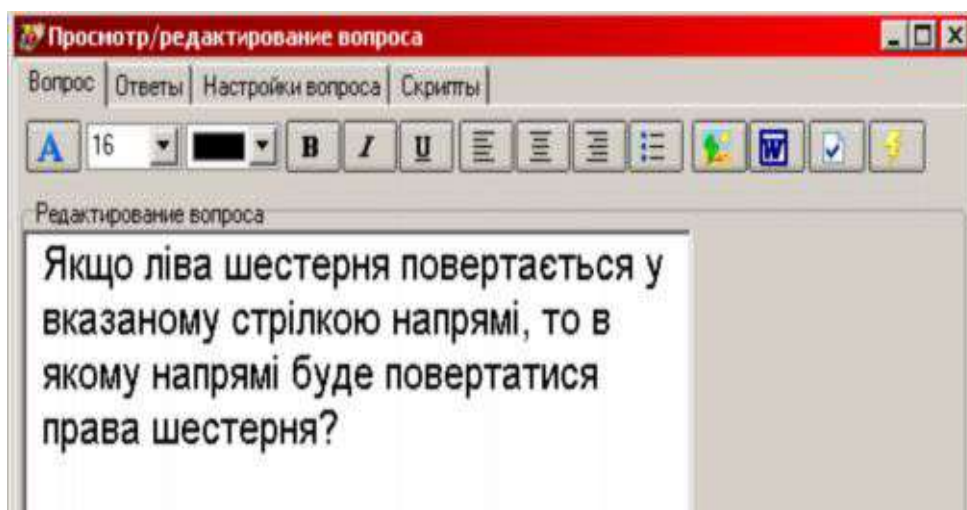 Просмотр/редактирование вопроса
Вопрос Ответы Настройки вопроса Скрипты
A 16 B I U W
Редактирование вопроса
Якщо ліва шестерня повертається у
вказаному стрілкою напрямі, то в
якому напрямі буде повертатися
права шестерня?